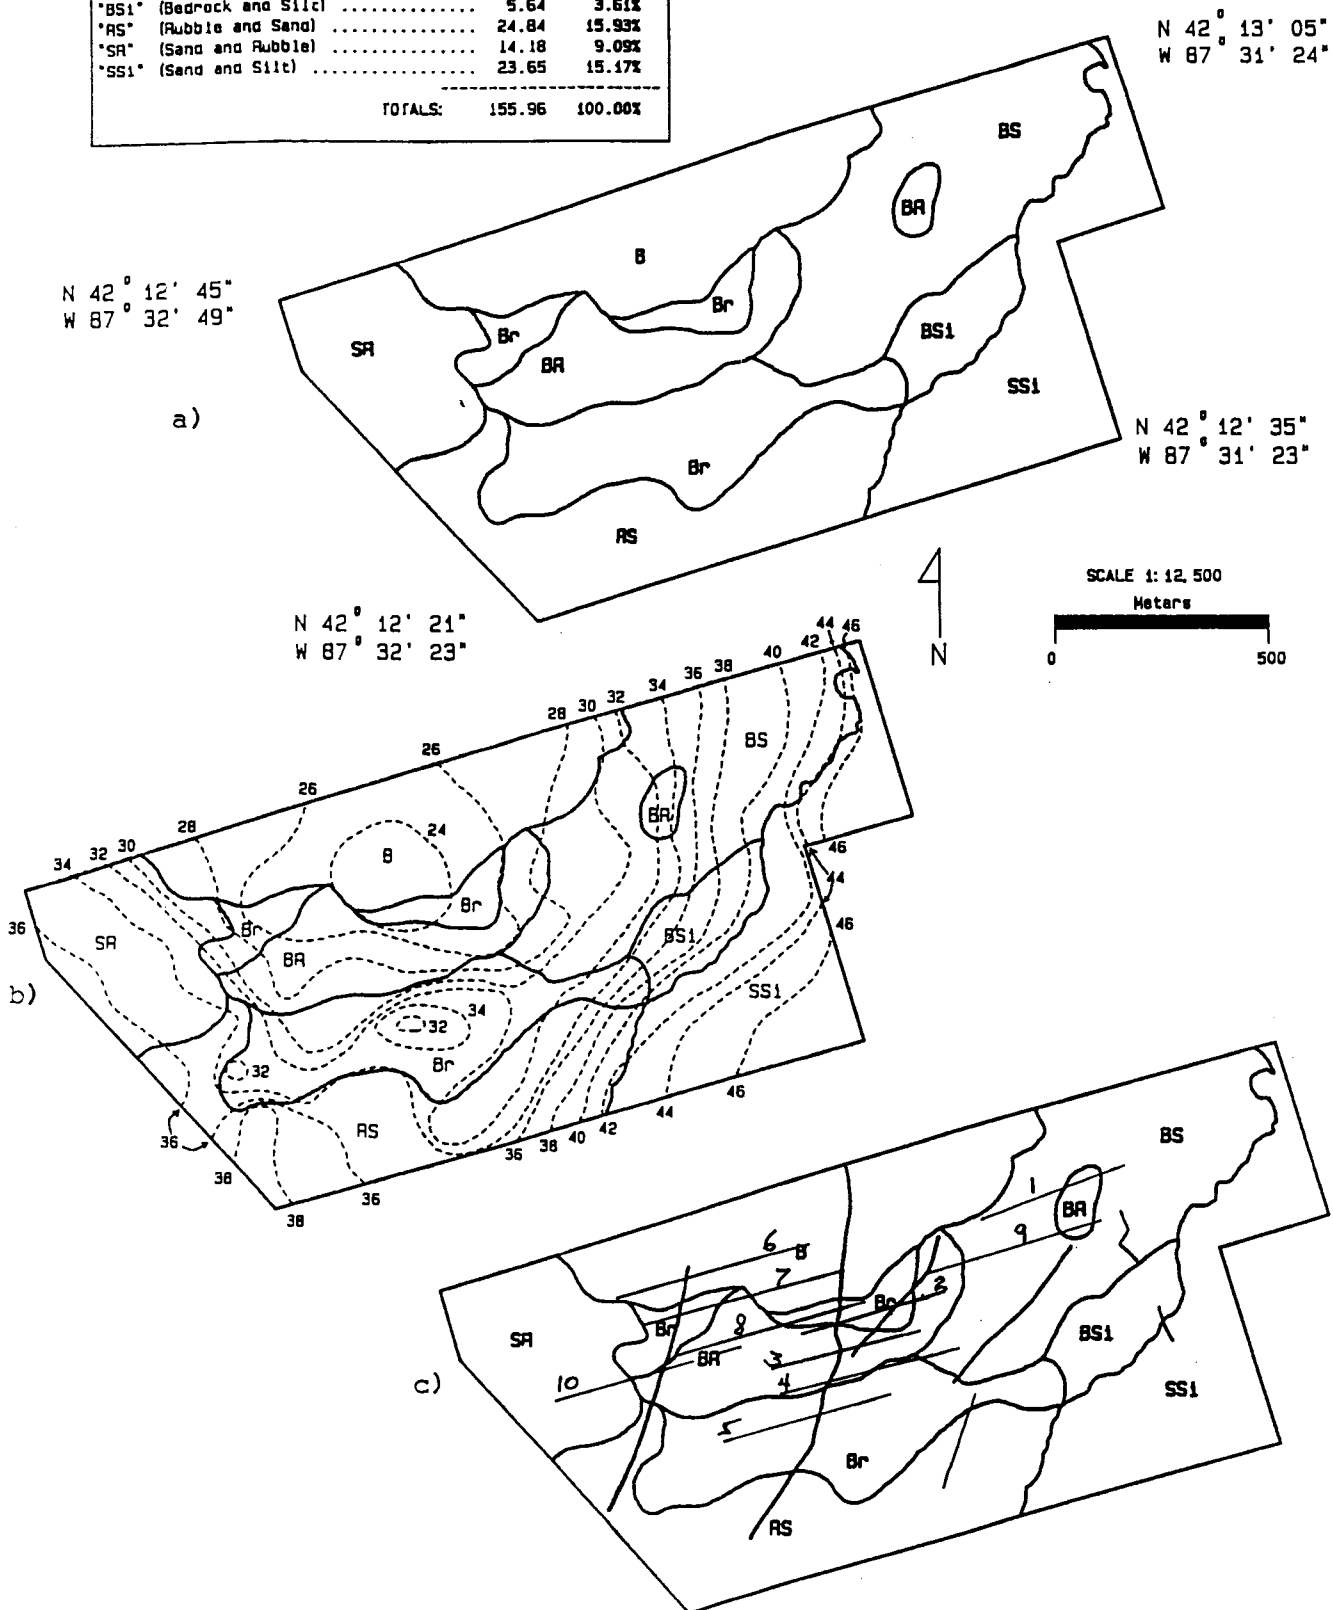 "BSi" (Bedrock and Silt) ............ 5.64 3.61%
"RS" (Rubble and Sand) ............... 24.84 15.93%
"SR" (Sand and Rubble) ............... 14.18 9.09%
"SSi" (Sand and Silt) ................ 23.65 15.17%
TOTALS: 155.96 100.00%
N 42° 13' 05"
W 87° 31' 24"
BS
BR
B
N 42° 12' 45"
W 87° 32' 49"
Br
Br
BSi
SR
BR
SSi
a)
N 42° 12' 35"
W 87° 31' 23"
Br
RS
SCALE 1:12,500
Meters
N
0 500
N 42° 12' 21"
W 87° 32' 23"
44 46
42
40
38
36
34
32
30
28
26
26
28
30
32
34
36
BS
BR
24
B
Br
Br
SR
BR
BSi
SSi
46
44
46
b)
34
32
Br
32
RS
36
38
38
36
36
38
40
42
44
46
BS
1
BR
9
6
B
7
2
Br
Br
8
SR
BR
3
BSi
4
10
c)
SSi
5
Br
RS